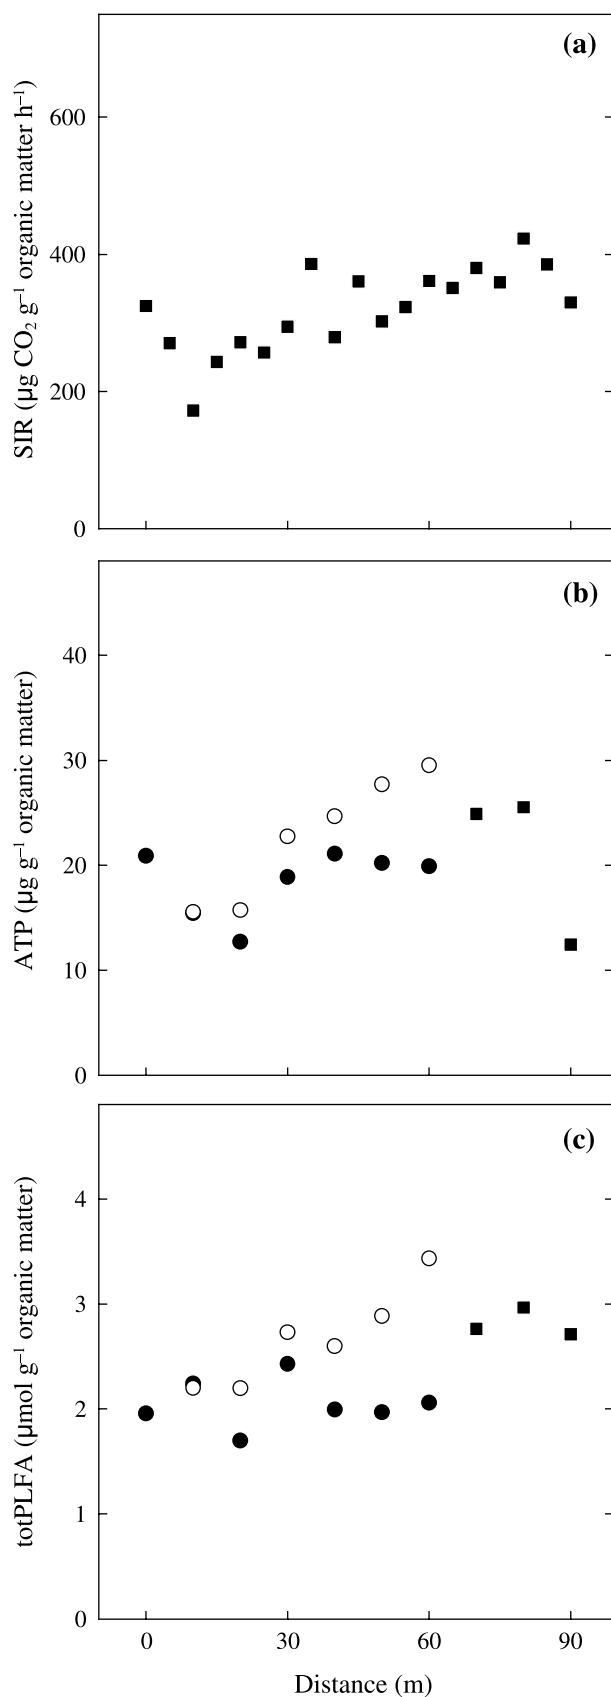 (a)
600
400
200
0
SIR (μg CO₂ g⁻¹ organic matter h⁻¹)
(b)
40
30
20
10
0
ATP (μg g⁻¹ organic matter)
(c)
4
3
2
1
0
totPLFA (μmol g⁻¹ organic matter)
0 30 60 90
Distance (m)